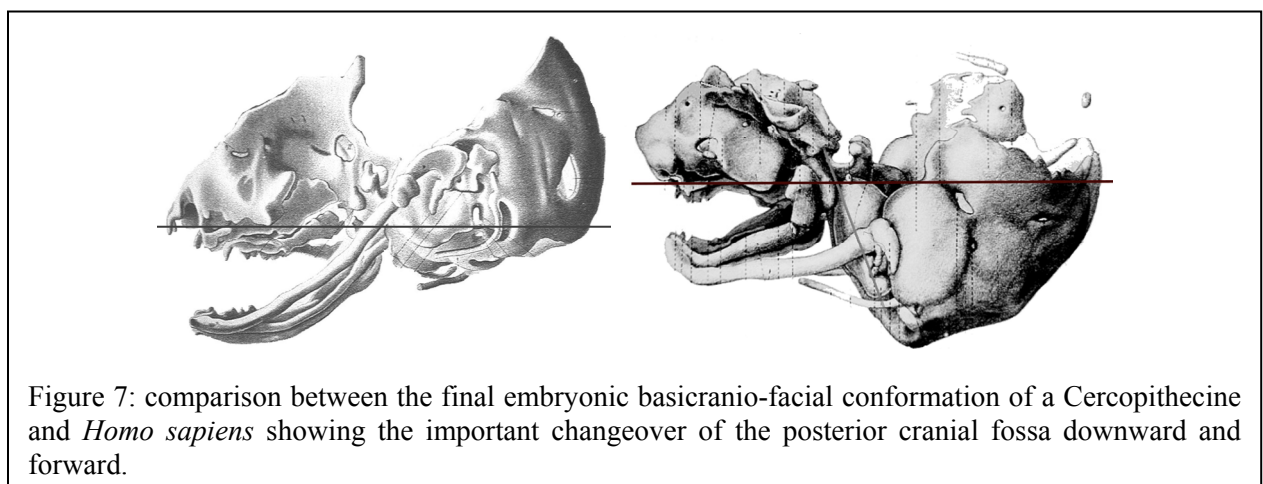 Figure 7: comparison between the final embryonic basicranio-facial conformation of a Cercopithecine
and Homo sapiens showing the important changeover of the posterior cranial fossa downward and
forward.